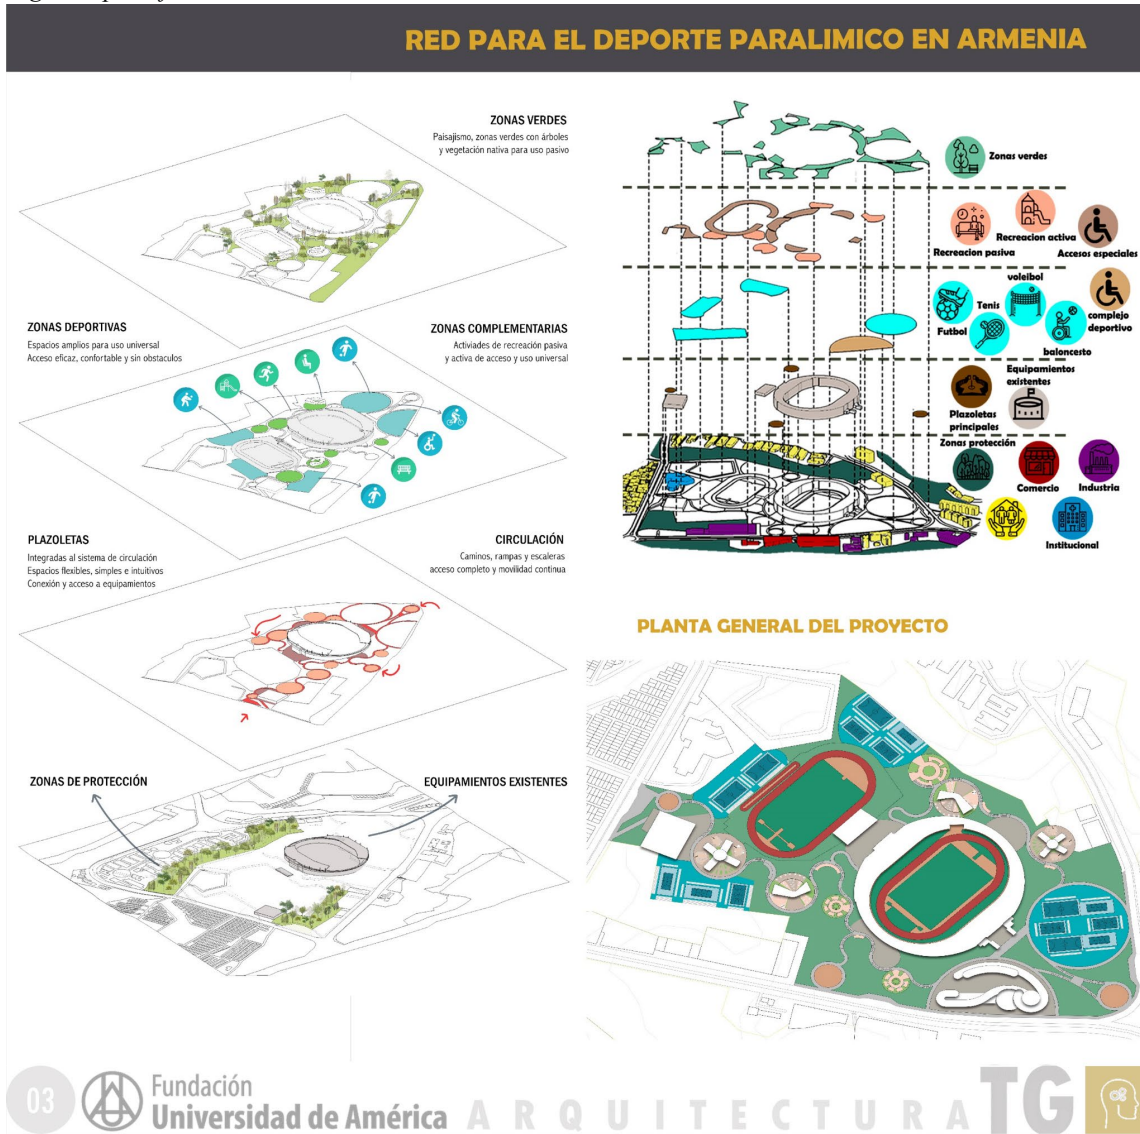 RED PARA EL DEPORTE PARALIMICO EN ARMENIA
ZONAS VERDES
Paisajismo, zonas verdes con árboles
y vegetación nativa para uso pasivo
ZONAS DEPORTIVAS
Espacios amplios para uso universal
Acceso eficaz, confortable y sin obstaculos
ZONAS COMPLEMENTARIAS
Activiades de recreación pasiva
y activa de acceso y uso universal
PLAZOLETAS
Integradas al sistema de circulación
Espacios flexibles, simples e intuitivos
Conexión y acceso a equipamientos
CIRCULACIÓN
Caminos, rampas y escaleras
acceso completo y movilidad continua
ZONAS DE PROTECCIÓN
EQUIPAMIENTOS EXISTENTES
Zonas verdes
Recreacion activa
Recreacion pasiva
Accesos especiales
voleibol
Tenis
Futbol
complejo
deportivo
baloncesto
Equipamientos
existentes
Plazoletas
principales
Zonas protección
Comercio
Industria
Institucional
PLANTA GENERAL DEL PROYECTO
03
Fundación
Universidad de América
ARQUITECTURA
TG